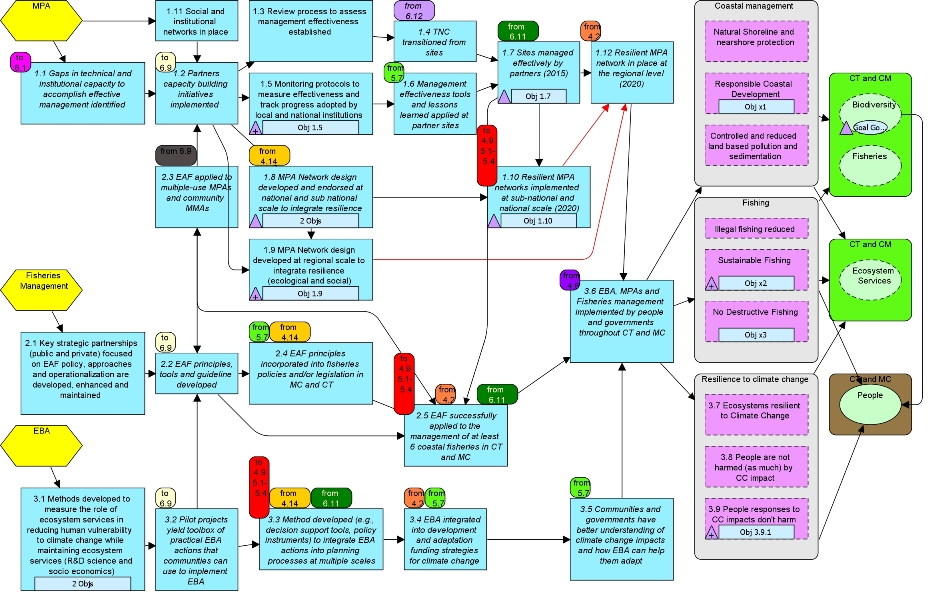 MPA
1.11 Social and
institutional
networks in place
1.3 Review process to assess
management effectiveness
established
from
6.12
1.4 TNC
transitioned from
sites
from
6.11
1.7 Sites managed
effectively by
partners (2015)
Obj 1.7
from
4.2
1.12 Resilient MPA
network in place at
the regional level
(2020)
to
6.1
1.1 Gaps in technical and
institutional capacity to
accomplish effective
management identified
to
6.9
1.2 Partners
capacity building
initiatives
implemented
1.5 Monitoring protocols to
measure effectiveness and
track progress adopted by
local and national institutions
Obj 1.5
from
5.7
1.6 Management
effectiveness tools
and lessons
learned applied at
partner sites
from 6.9
2.3 EAF applied to
multiple-use MPAs
and community
MMAs
from
4.14
1.8 MPA Network design
developed and endorsed at
national and sub national
scale to integrate resilience
2 Objs
to
4.9
5.1-
5.4
1.10 Resilient MPA
networks implemented
at sub-national and
national scale (2020)
Obj 1.10
1.9 MPA Network design
developed at regional scale to
integrate resilience
(ecological and social)
Obj 1.9
Fisheries
Management
2.1 Key strategic partnerships
(public and private) focused
on EAF policy, approaches
and operationalization are
developed, enhanced and
maintained
to
6.9
2.2 EAF principles,
tools and guideline
developed
from
5.7
from
4.14
2.4 EAF principles
incorporated into fisheries
policies and/or legislation in
MC and CT
to
4.9
5.1-
5.4
from
4.2
from
6.11
2.5 EAF successfully
applied to the
management of at least
6 coastal fisheries in CT
and MC
from
3.6 EBA, MPAs and
Fisheries management
implemented by people
and governments
throughout CT and MC
EBA
3.1 Methods developed to
measure the role of
ecosystem services in
reducing human vulnerability
to climate change while
maintaining ecosystem
services (R&D science and
socio economics)
2 Objs
to
6.9
3.2 Pilot projects
yield toolbox of
practical EBA
actions that
communities can
use to implement
EBA
to
4.9
5.1-
5.4
from
4.14
from
6.11
3.3 Method developed (e.g.,
decision support tools, policy
instruments) to integrate EBA
actions into planning
processes at multiple scales
from
4.2
from
5.7
3.4 EBA integrated
into development
and adaptation
funding strategies
for climate change
from
5.7
3.5 Communities and
governments have
better understanding of
climate change impacts
and how EBA can help
them adapt
Coastal management
Natural Shoreline and
nearshore protection
Responsible Coastal
Development
Obj x1
Controlled and reduced
land based pollution and
sedimentation
Fishing
Illegal fishing reduced
Sustainable Fishing
Obj x2
No Destructive Fishing
Obj x3
Resilience to climate change
3.7 Ecosystems resilient
to Climate Change
3.8 People are not
harmed (as much) by
CC impact
3.9 People responses to
CC impacts don't harm
Obj 3.9.1
CT and CM
Biodiversity
Goal Go...
Fisheries
CT and CM
Ecosystem
Services
CT and MC
People